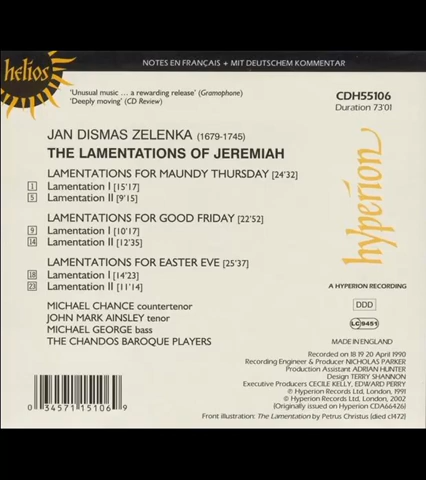 helios
NOTES EN FRANÇAIS + MIT DEUTSCHEM KOMMENTAR
'Unusual music ... a rewarding release' (Gramophone)
'Deeply moving' (CD Review)
CDH55106
Duration 73'01
JAN DISMAS ZELENKA (1679-1745)
THE LAMENTATIONS OF JEREMIAH
LAMENTATIONS FOR MAUNDY THURSDAY [24'32]
1 Lamentation I [15'17]
5 Lamentation II [9'15]
LAMENTATIONS FOR GOOD FRIDAY [22'52]
9 Lamentation I [10'17]
14 Lamentation II [12'35]
LAMENTATIONS FOR EASTER EVE [25'37]
18 Lamentation I [14'23]
23 Lamentation II [11'14]
MICHAEL CHANCE countertenor
JOHN MARK AINSLEY tenor
MICHAEL GEORGE bass
THE CHANDOS BAROQUE PLAYERS
hyperion
A HYPERION RECORDING
DDD
LC 9451
MADE IN ENGLAND
Recorded on 18 19 20 April 1990
Recording Engineer & Producer NICHOLAS PARKER
Production Assistant ADRIAN HUNTER
Design TERRY SHANNON
Executive Producers CECILE KELLY, EDWARD PERRY
℗ Hyperion Records Ltd, London, 1991
© Hyperion Records Ltd, London, 2002
(Originally issued on Hyperion CDA66426)
Front illustration: The Lamentation by Petrus Christus (died c1472)
0 34571 15106 9